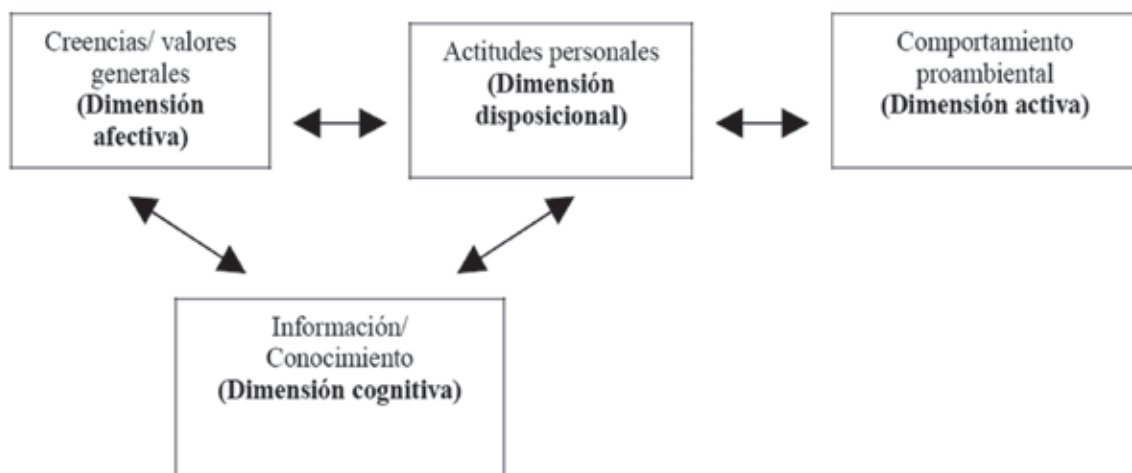 Creencias/ valores
generales
(Dimensión
afectiva)
Actitudes personales
(Dimensión
disposicional)
Comportamiento
proambiental
(Dimensión activa)
Información/
Conocimiento
(Dimensión cognitiva)